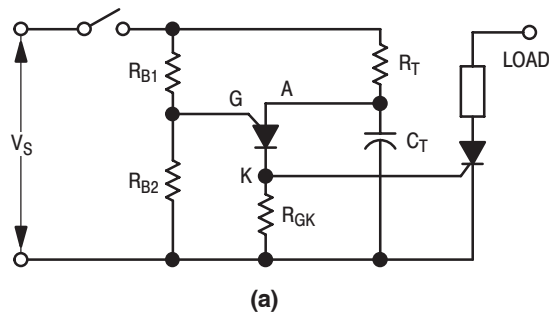 LOAD
R_B1
R_T
G
A
V_S
C_T
R_B2
K
R_GK
(a)